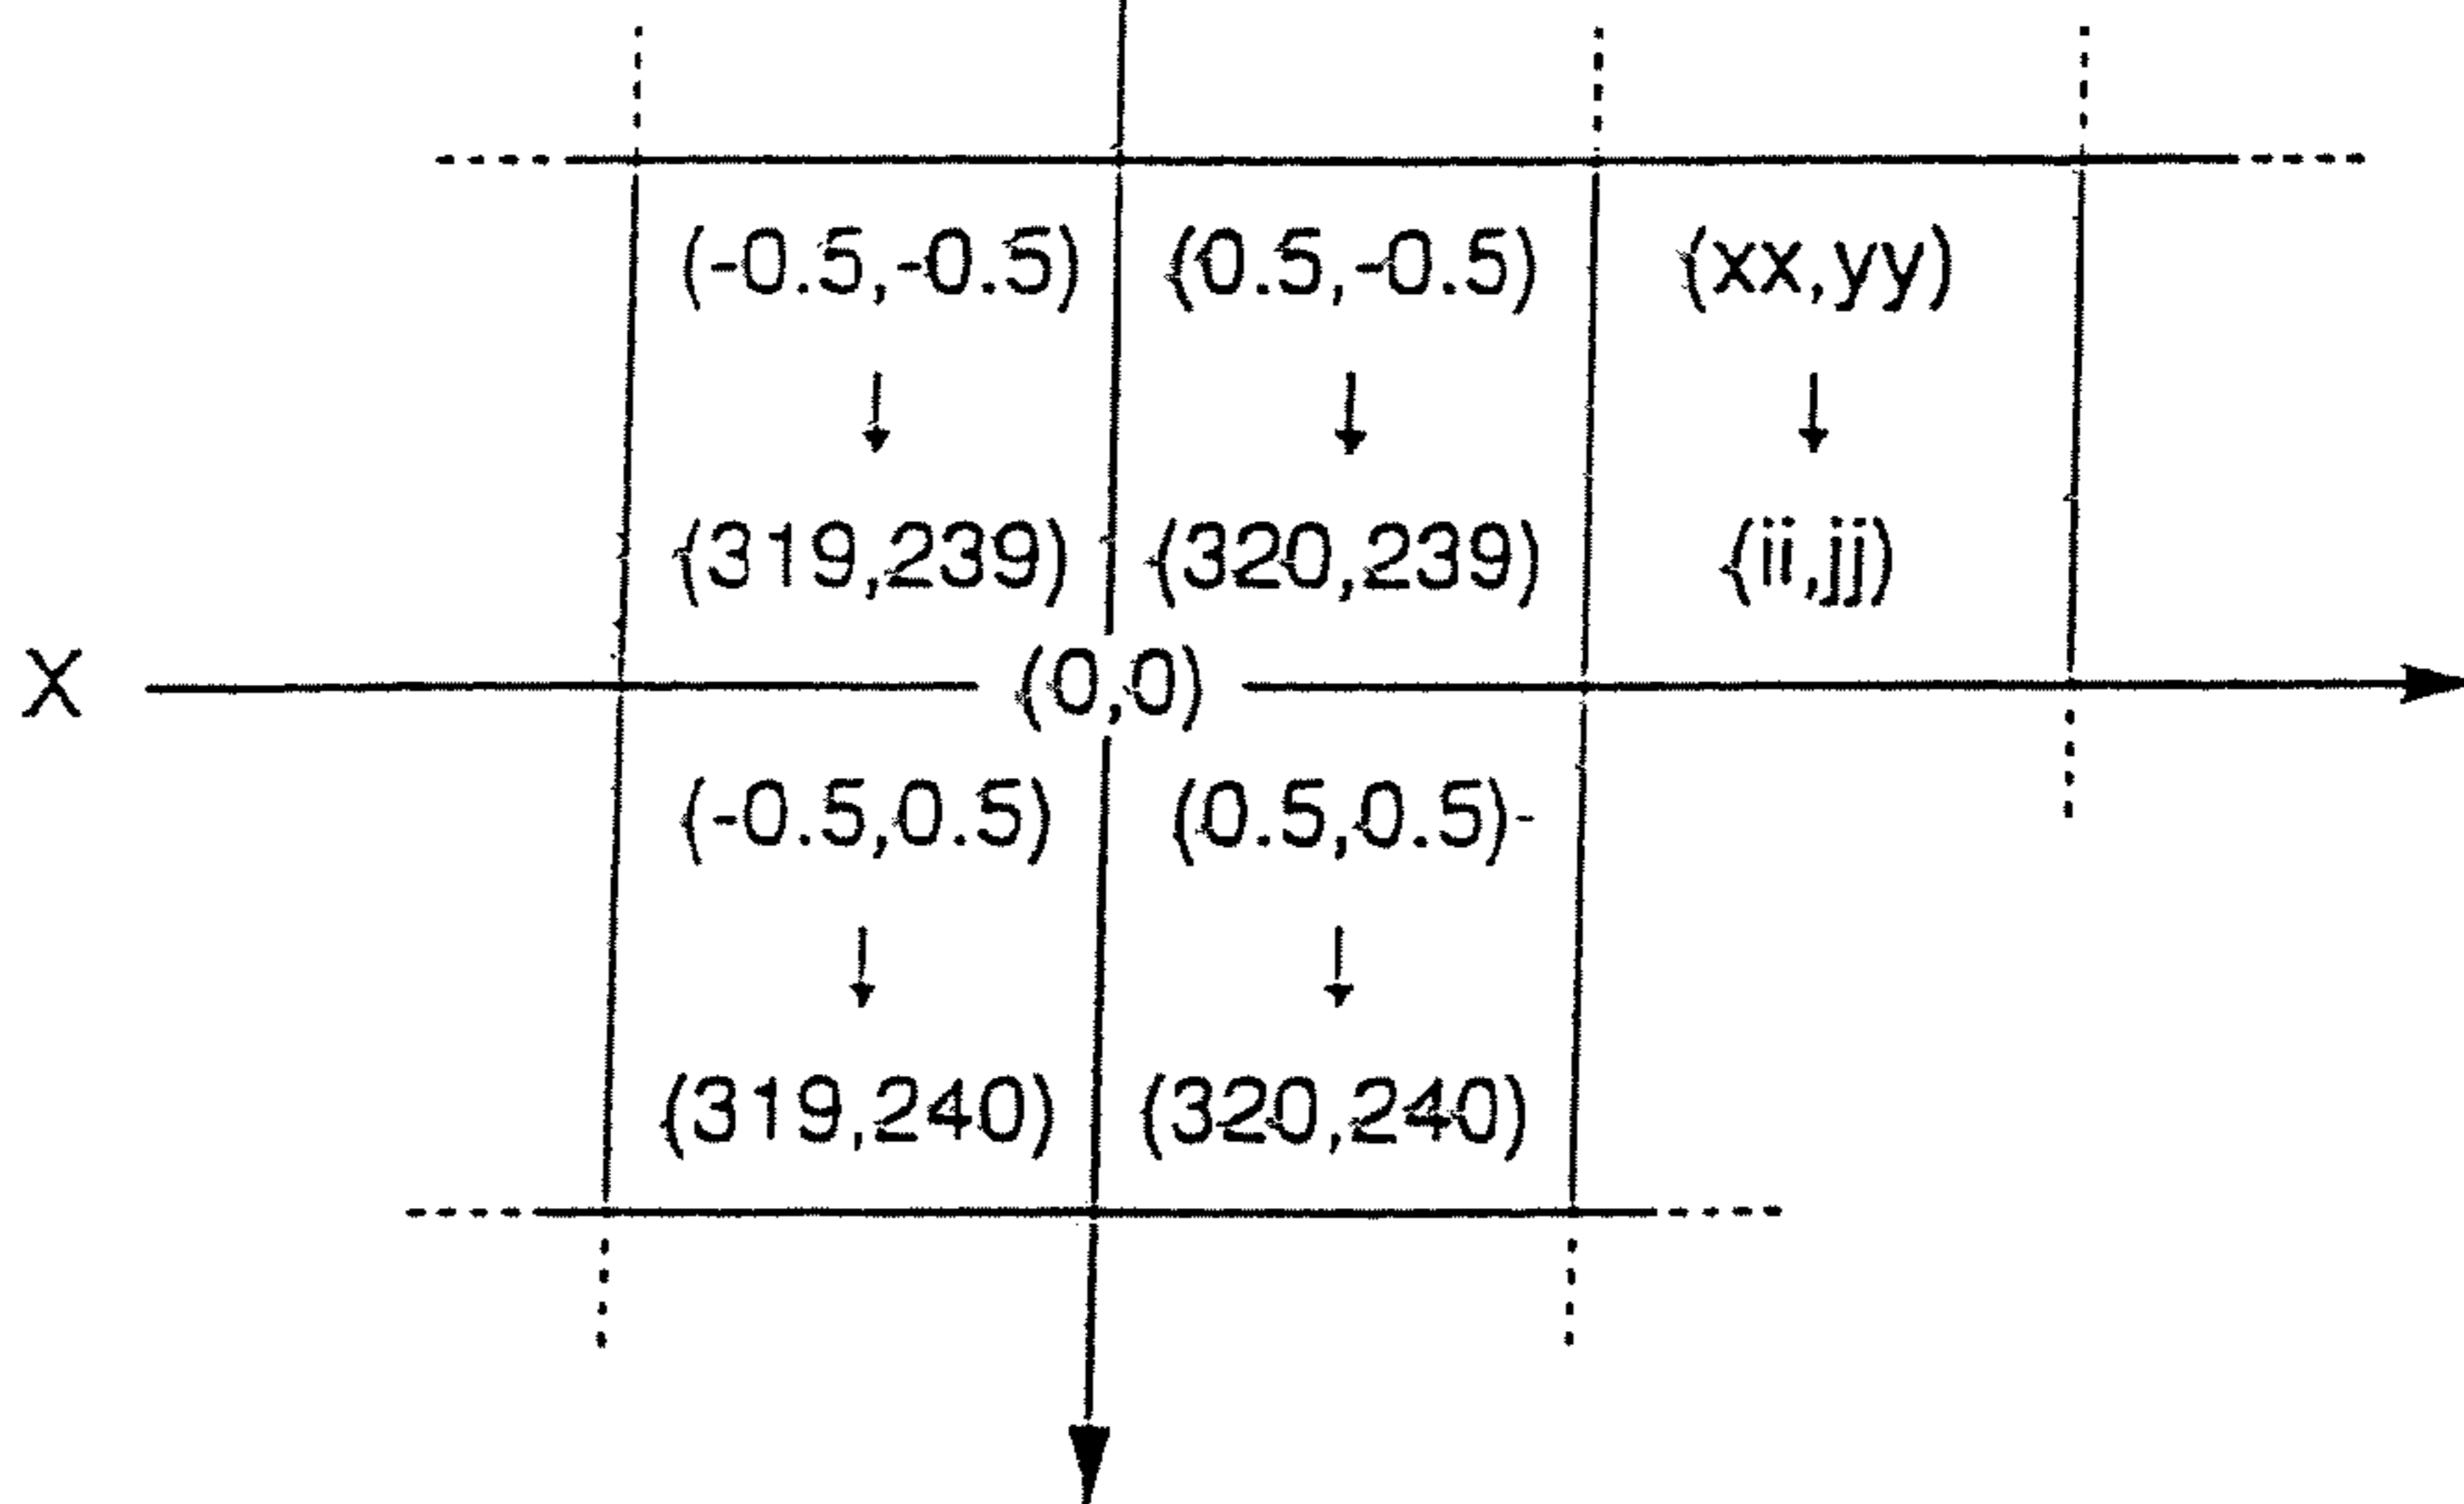 (-0.5,-0.5) (0.5,-0.5) (xx,yy)
(319,239) (320,239) (ii,jj)
X (0,0)
(-0.5,0.5) (0.5,0.5)-
(319,240) (320,240)